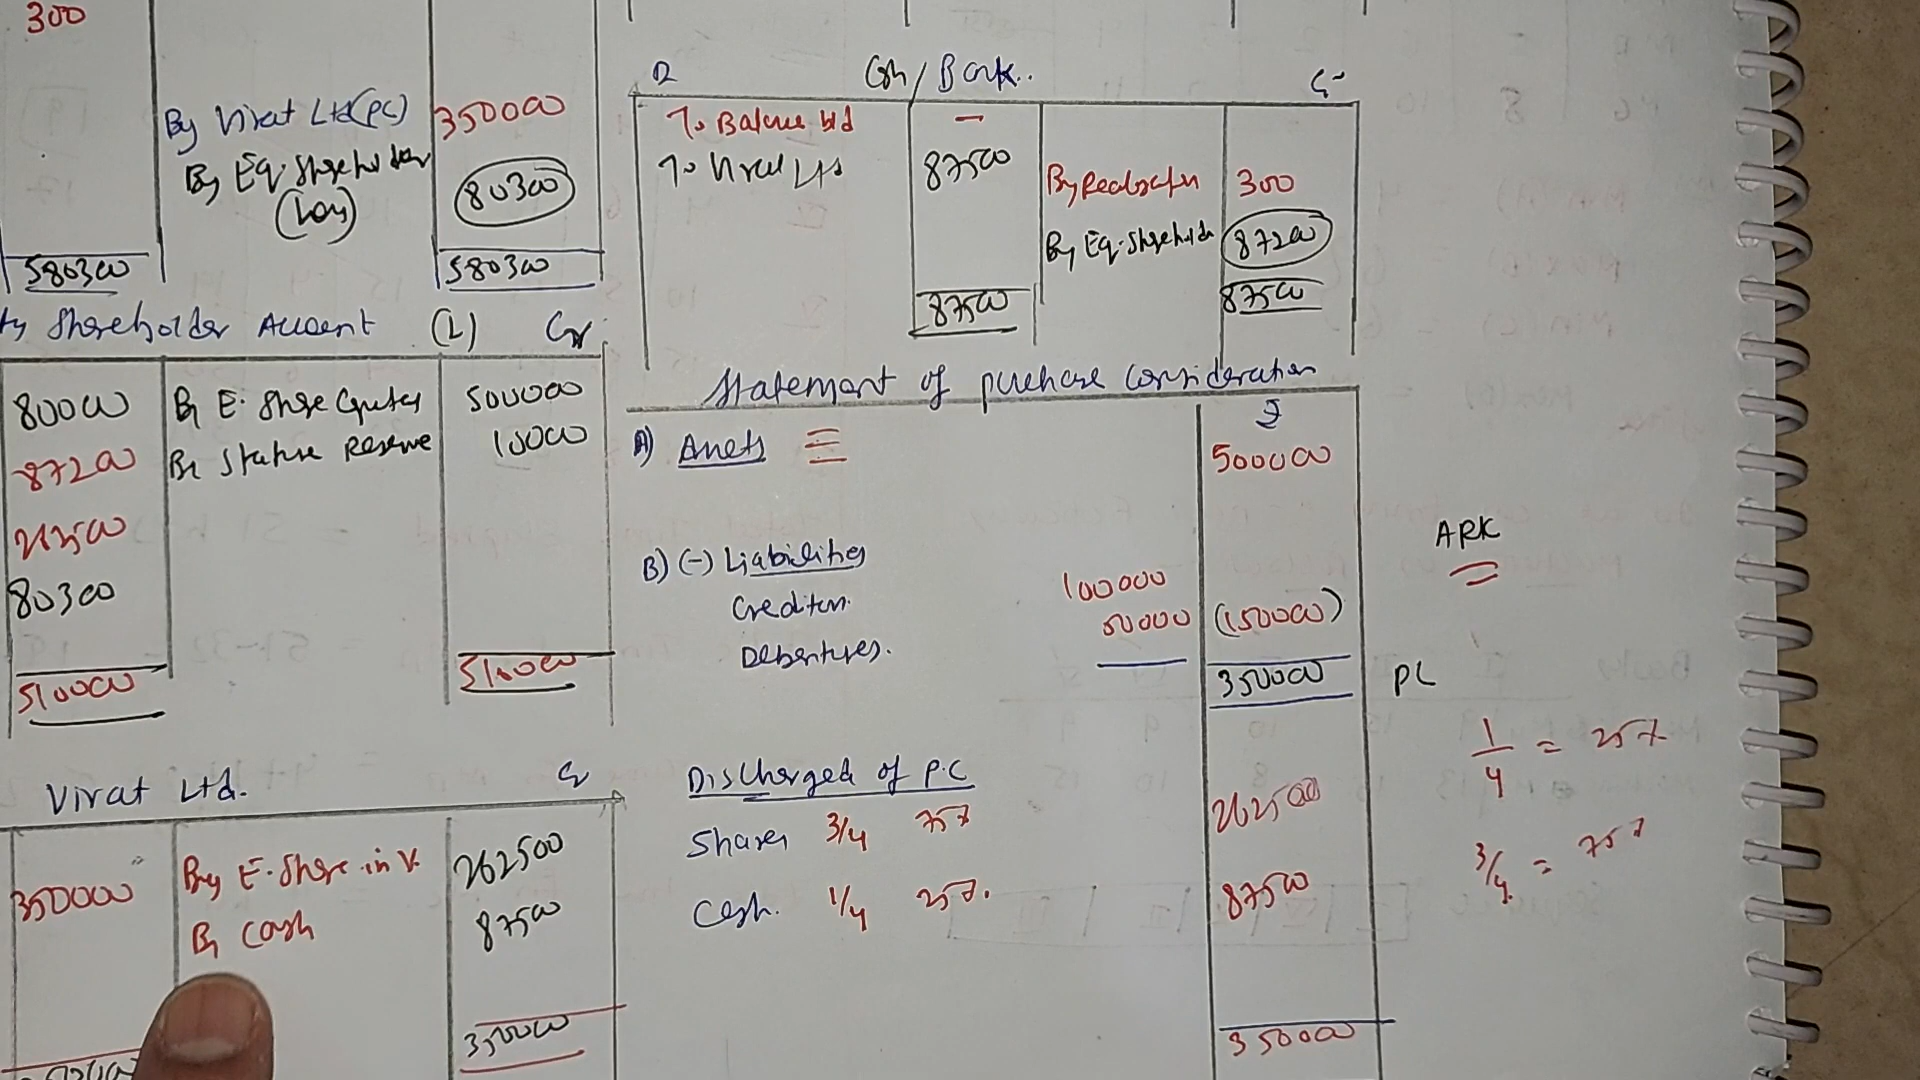 300
By Virat Ltd (PC) 350000
By Eq. Shareholder 80300
(Loss)
580300 580300
ty Shareholder Account (L) Cr
80000 By E. Share Capital 500000
87200 By Statue Reserve 10000
262500
80300
510000 510000
Virat Ltd. Cr
350000 By E. Share in V. 262500
By Cash 87500
350000
Dr Cash / Bank.. Cr
To Balance b/d –
To Virat Ltd 87500
By Realisation 300
By Eq. Shareholder 87200
87500 87500
Statement of purchase Consideration
₹
A) Assets 500000
B) (-) Liabilities
Creditors. 100000
Debentures. 50000 (150000)
350000 PC
Discharged of P.C
Shares 3/4 75% 262500
Cash. 1/4 25%. 87500
350000
ARK
1/4 = 25%
3/4 = 75%